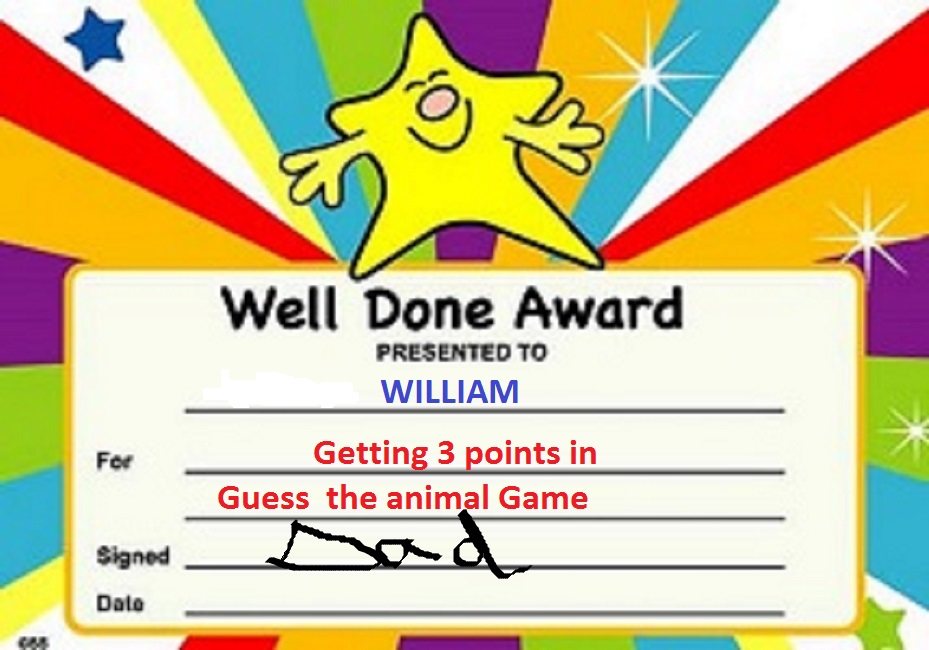 Well Done Award
PRESENTED TO
WILLIAM
For Getting 3 points in
Guess the animal Game
Signed Dad
Date